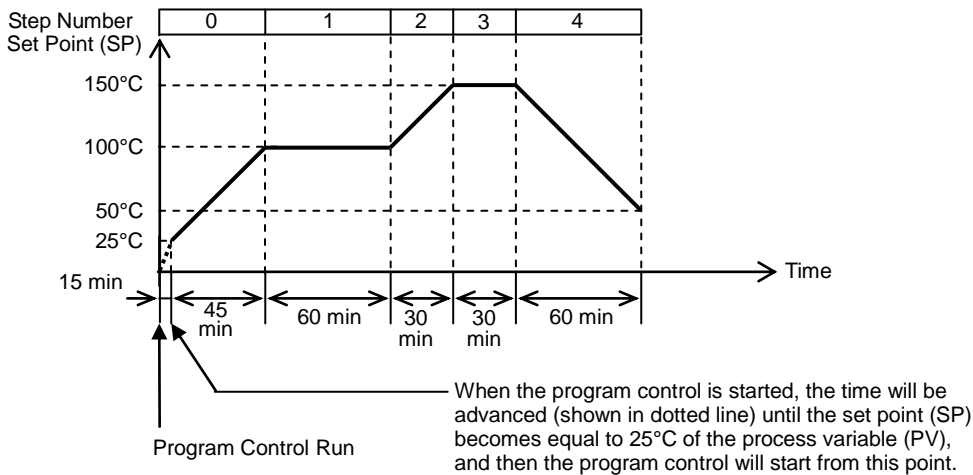 Step Number
0 1 2 3 4
Set Point (SP)
150°C
100°C
50°C
25°C
Time
15 min
45
min
60 min
30
min
30
min
60 min
When the program control is started, the time will be
advanced (shown in dotted line) until the set point (SP)
becomes equal to 25°C of the process variable (PV),
and then the program control will start from this point.
Program Control Run